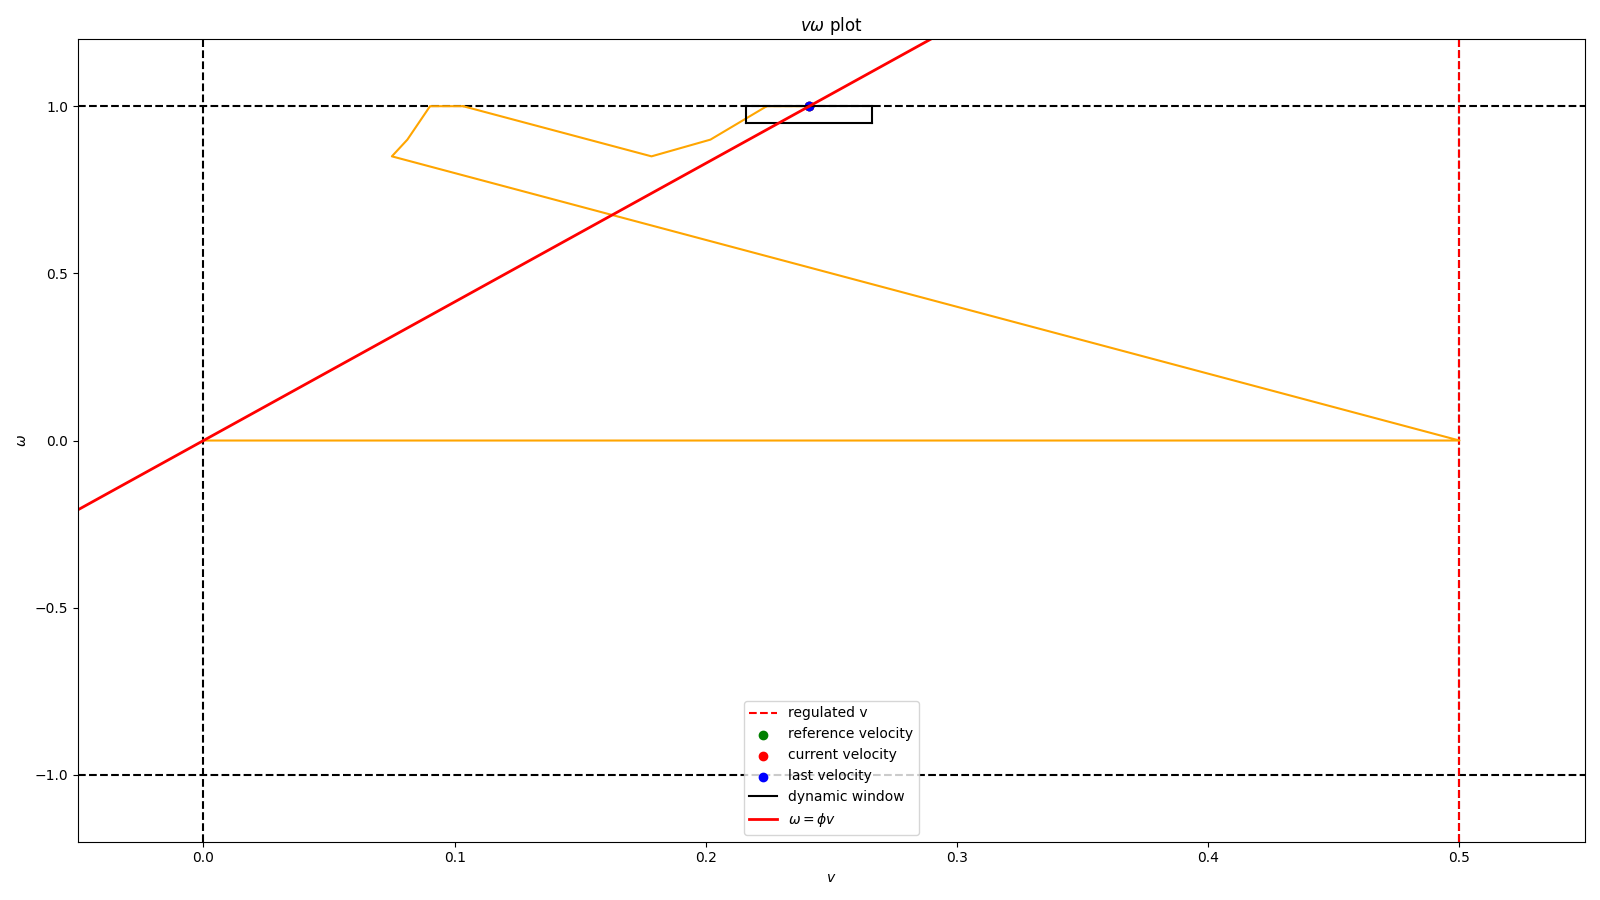 vω plot
1.0
0.5
0.0
−0.5
−1.0
ω
0.0 0.1 0.2 0.3 0.4 0.5
v
regulated v
reference velocity
current velocity
last velocity
dynamic window
ω = ϕv